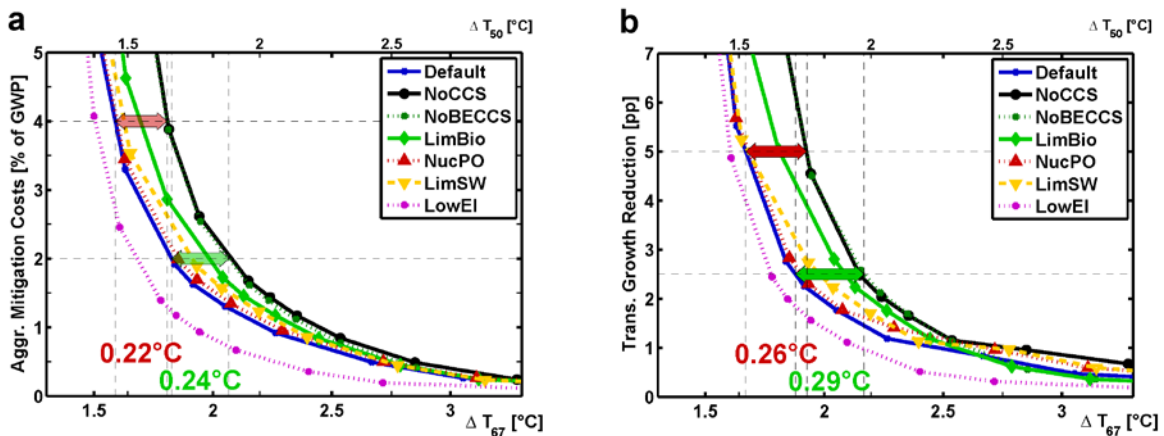 a
Δ T50 [°C]
1.5 2 2.5
5
4
3
2
1
0
Aggr. Mitigation Costs [% of GWP]
Default
NoCCS
NoBECCS
LimBio
NucPO
LimSW
LowEI
0.22°C
0.24°C
1.5 2 2.5 3
Δ T67 [°C]
b
Δ T50 [°C]
1.5 2 2.5
7
6
5
4
3
2
1
0
Trans. Growth Reduction [pp]
Default
NoCCS
NoBECCS
LimBio
NucPO
LimSW
LowEI
0.26°C
0.29°C
1.5 2 2.5 3
Δ T67 [°C]